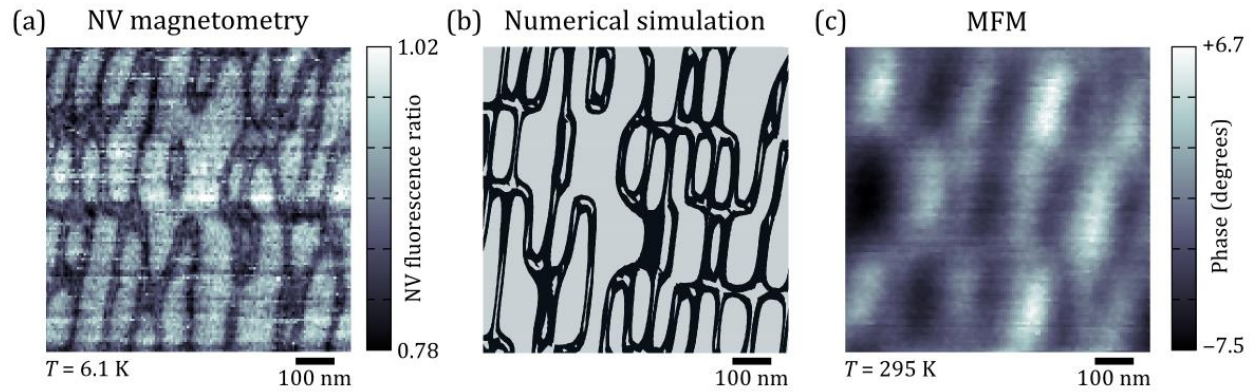 (a) NV magnetometry
1.02
NV fluorescence ratio
0.78
T = 6.1 K
100 nm
(b) Numerical simulation
100 nm
(c) MFM
+6.7
Phase (degrees)
−7.5
T = 295 K
100 nm